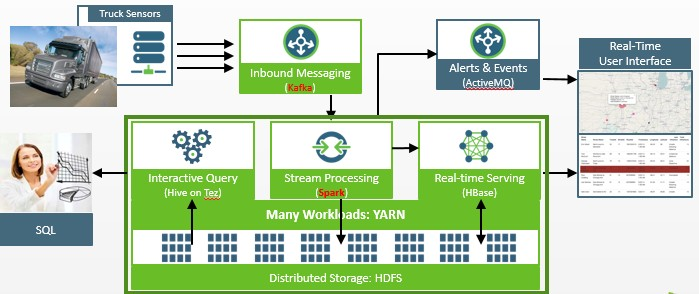 Truck Sensors
Inbound Messaging
(Kafka)
Alerts & Events
(ActiveMQ)
Real-Time
User Interface
Interactive Query
(Hive on Tez)
Stream Processing
(Spark)
Real-time Serving
(HBase)
SQL
Many Workloads: YARN
Distributed Storage: HDFS